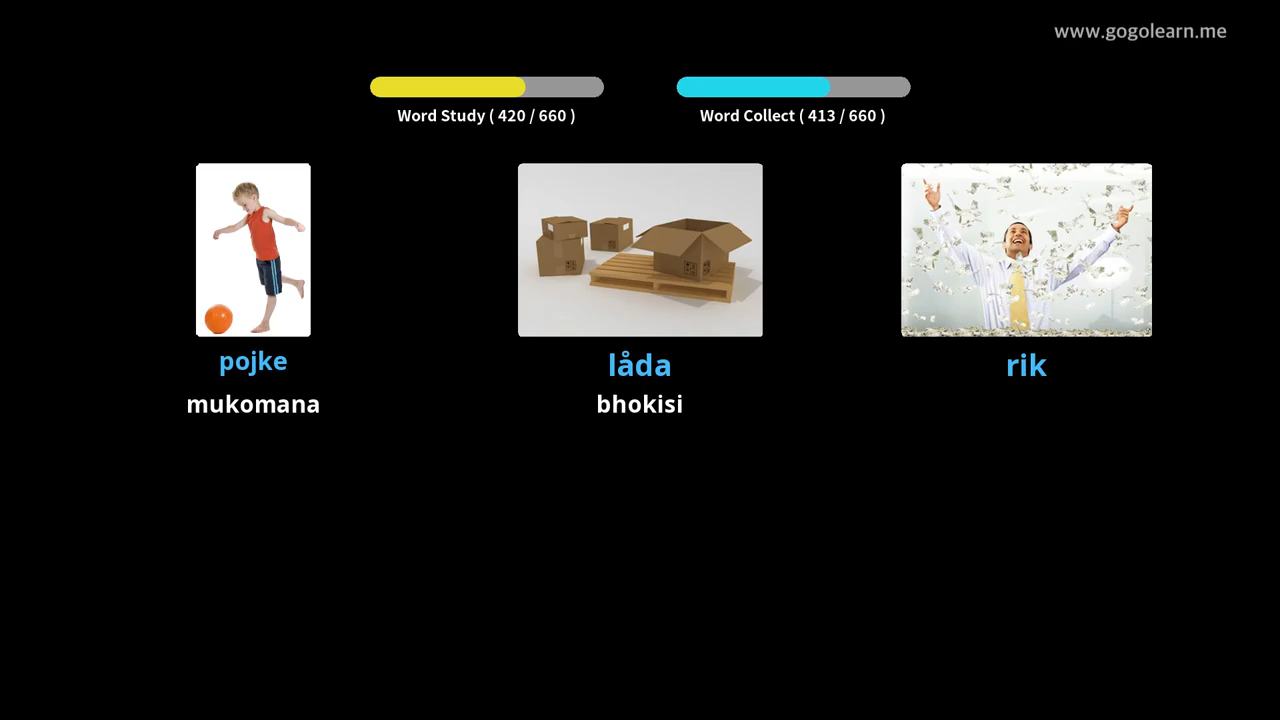 www.gogolearn.me
Word Study ( 420 / 660 )
Word Collect ( 413 / 660 )
pojke
låda
rik
mukomana
bhokisi